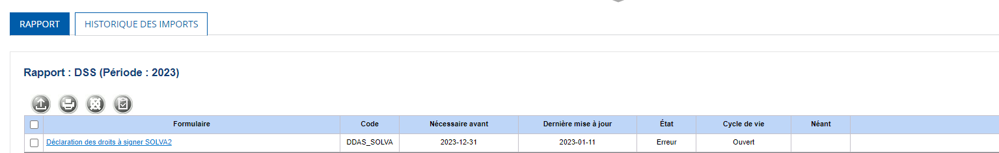 RAPPORT HISTORIQUE DES IMPORTS
Rapport : DSS (Période : 2023)
Formulaire Code Nécessaire avant Dernière mise à jour État Cycle de vie Néant
Déclaration des droits à signer SOLVA2 DDAS_SOLVA 2023-12-31 2023-01-11 Erreur Ouvert